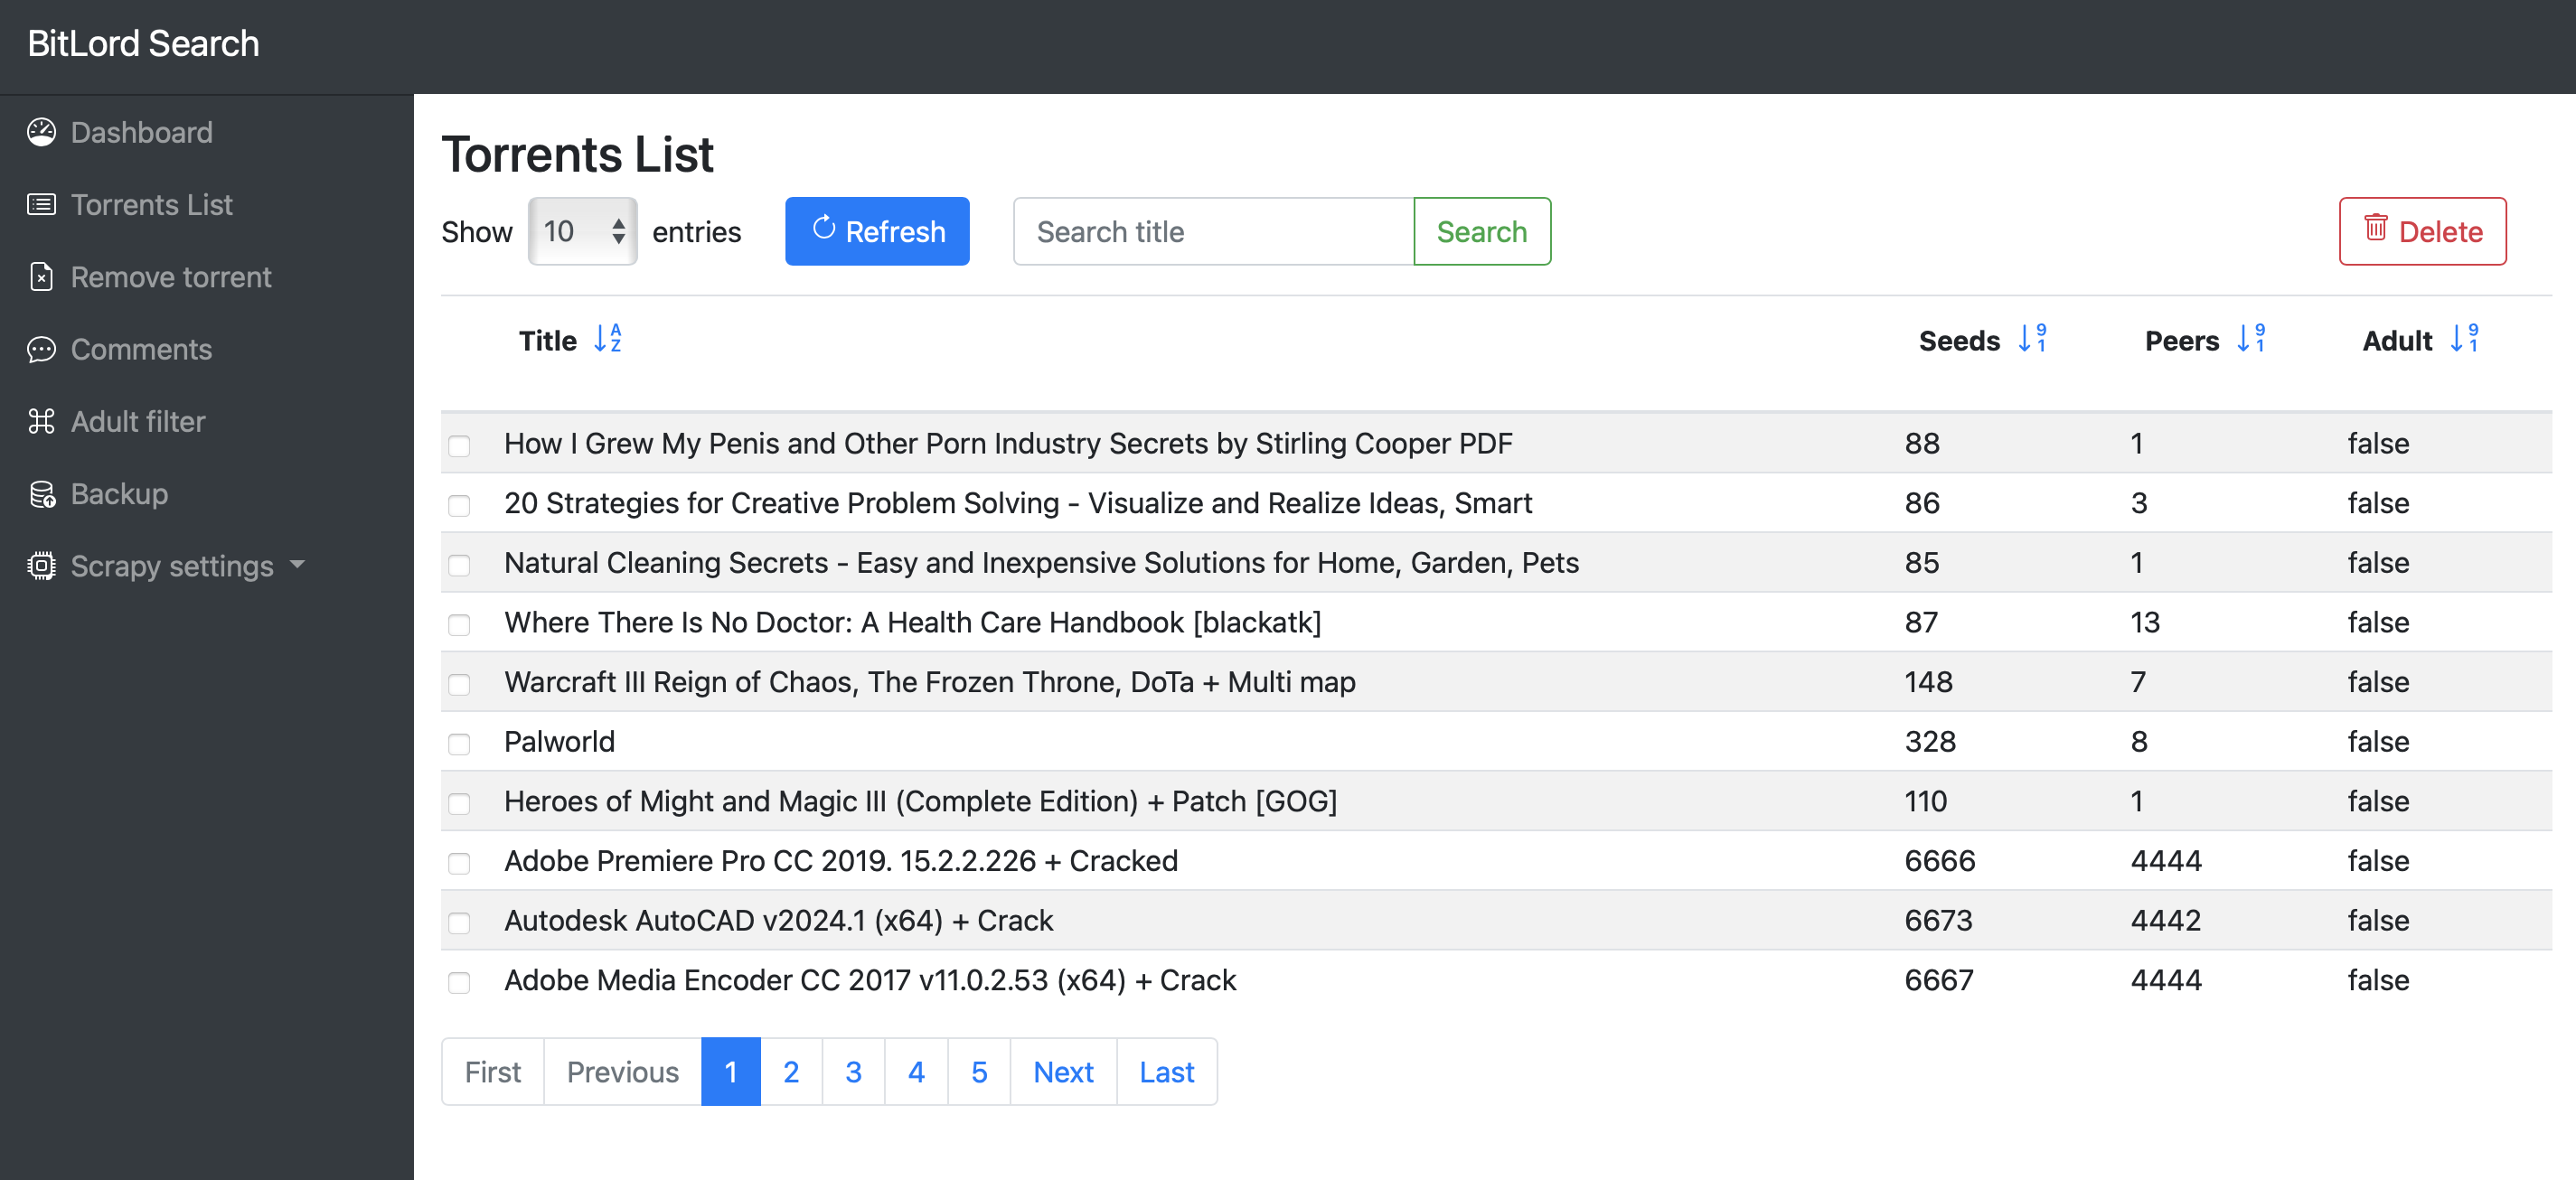 BitLord Search
Dashboard
Torrents List
Remove torrent
Comments
Adult filter
Backup
Scrapy settings
Torrents List
Show 10 entries Refresh Search title Search Delete
Title A Z Seeds 9 1 Peers 9 1 Adult 9 1
How I Grew My Penis and Other Porn Industry Secrets by Stirling Cooper PDF 88 1 false
20 Strategies for Creative Problem Solving - Visualize and Realize Ideas, Smart 86 3 false
Natural Cleaning Secrets - Easy and Inexpensive Solutions for Home, Garden, Pets 85 1 false
Where There Is No Doctor: A Health Care Handbook [blackatk] 87 13 false
Warcraft III Reign of Chaos, The Frozen Throne, DoTa + Multi map 148 7 false
Palworld 328 8 false
Heroes of Might and Magic III (Complete Edition) + Patch [GOG] 110 1 false
Adobe Premiere Pro CC 2019. 15.2.2.226 + Cracked 6666 4444 false
Autodesk AutoCAD v2024.1 (x64) + Crack 6673 4442 false
Adobe Media Encoder CC 2017 v11.0.2.53 (x64) + Crack 6667 4444 false
First Previous 1 2 3 4 5 Next Last